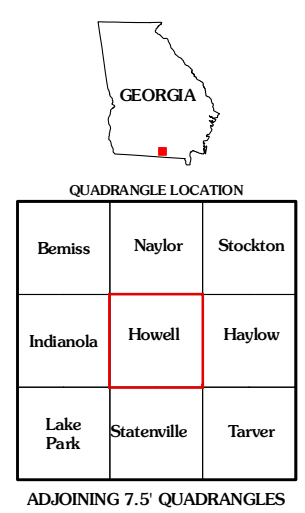 GEORGIA
QUADRANGLE LOCATION
Bemiss Naylor Stockton
Indianola Howell Haylow
Lake Park Statenville Tarver
ADJOINING 7.5' QUADRANGLES